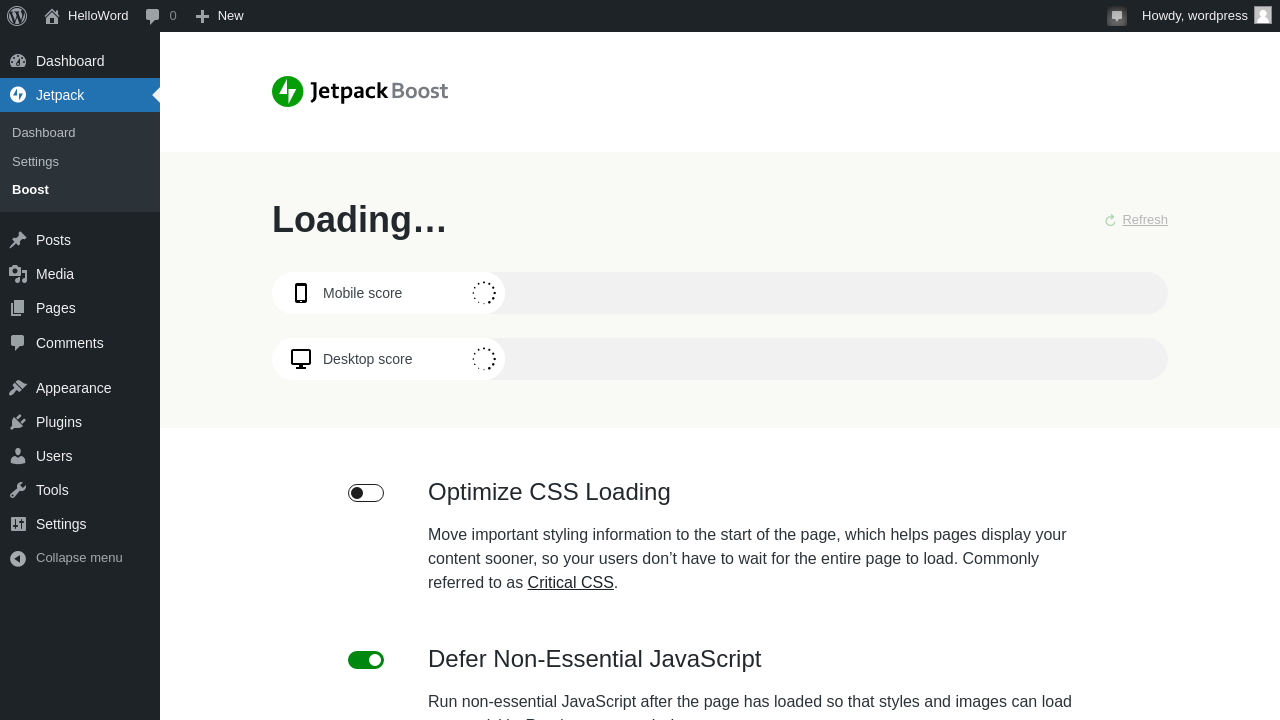 HelloWord 0 New Howdy, wordpress
Dashboard
Jetpack
Dashboard
Settings
Boost
Posts
Media
Pages
Comments
Appearance
Plugins
Users
Tools
Settings
Collapse menu
Jetpack Boost
Loading…
Refresh
Mobile score
Desktop score
Optimize CSS Loading
Move important styling information to the start of the page, which helps pages display your
content sooner, so your users don’t have to wait for the entire page to load. Commonly
referred to as Critical CSS.
Defer Non-Essential JavaScript
Run non-essential JavaScript after the page has loaded so that styles and images can load